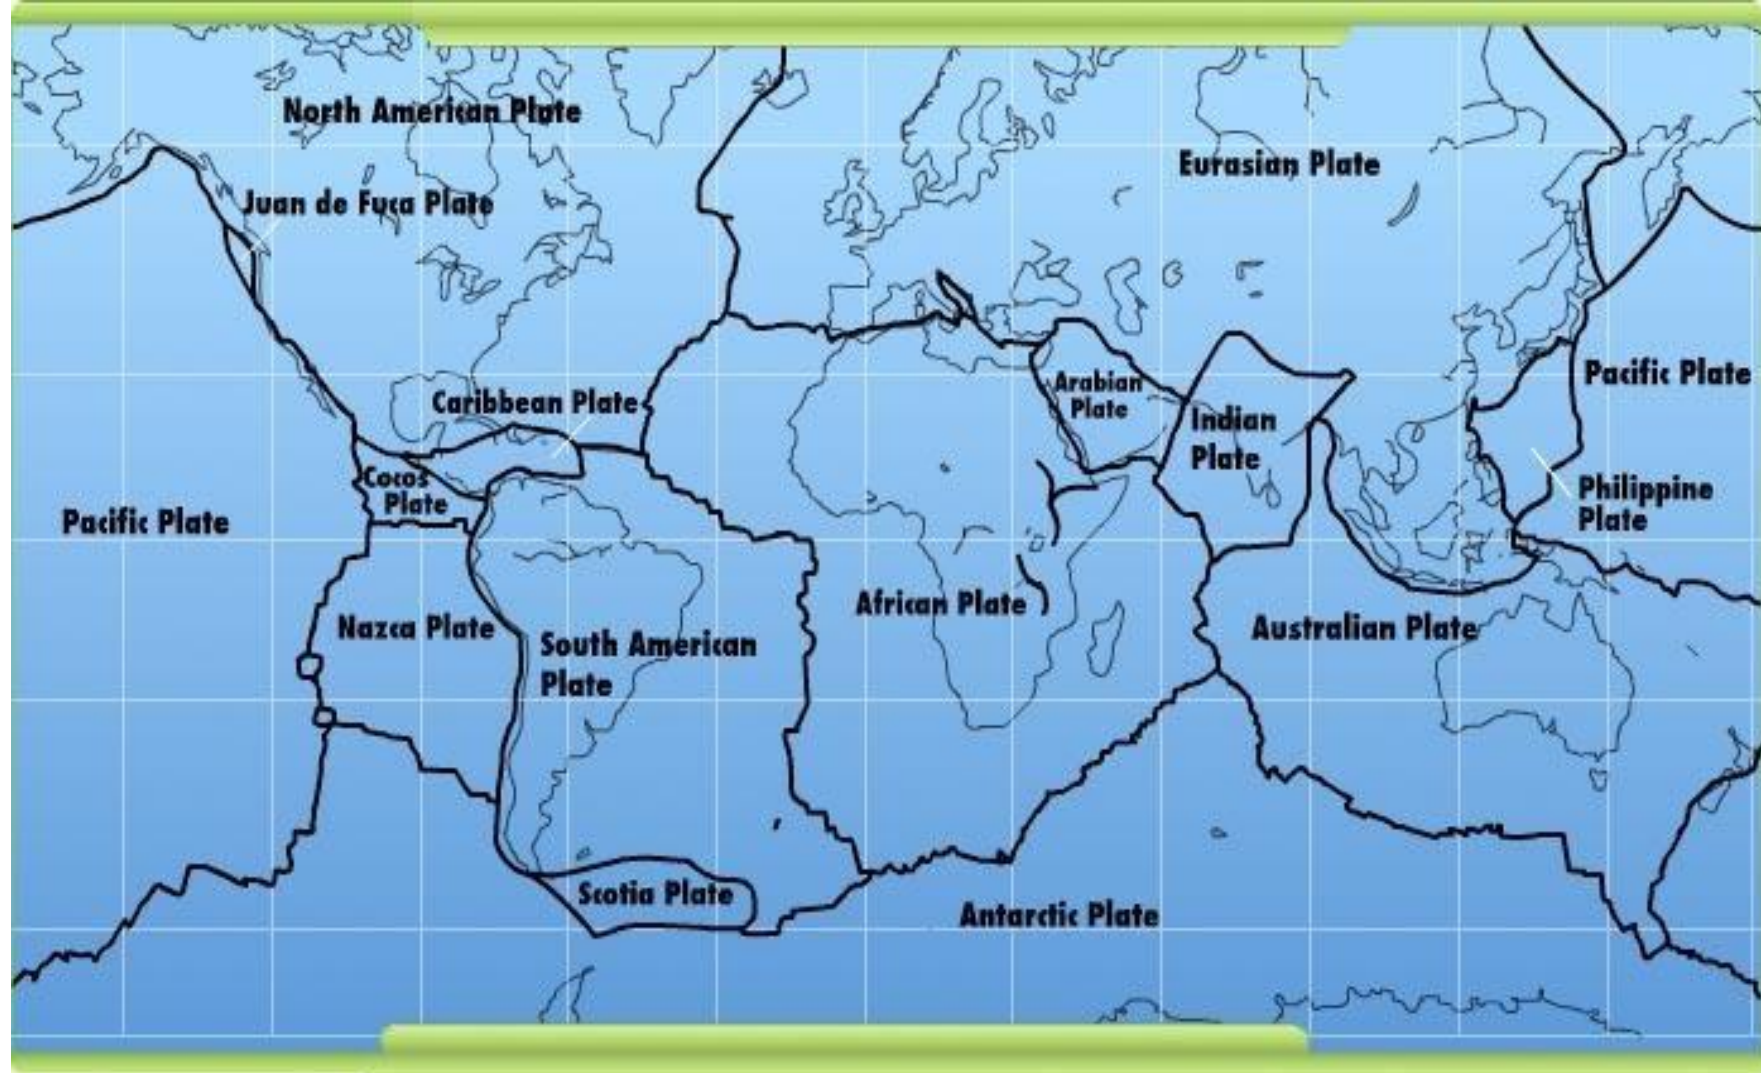 North American Plate
Eurasian Plate
Juan de Fuca Plate
Pacific Plate
Arabian
Plate
Caribbean Plate
Indian
Plate
Cocos
Plate
Philippine
Plate
Pacific Plate
African Plate
Nazca Plate
Australian Plate
South American
Plate
Scotia Plate
Antarctic Plate